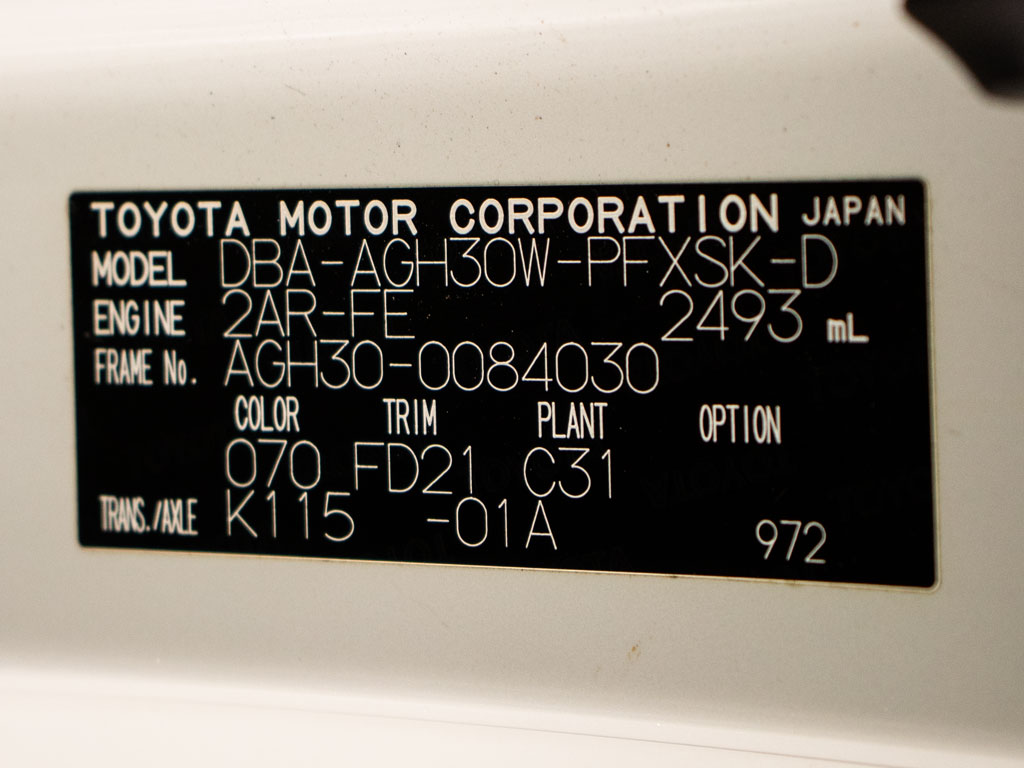 TOYOTA MOTOR CORPORATION JAPAN
MODEL DBA-AGH30W-PFXSK-D
ENGINE 2AR-FE 2493 mL
FRAME No. AGH30-0084030
COLOR TRIM PLANT OPTION
070 FD21 C31
TRANS./AXLE K115 -01A 972